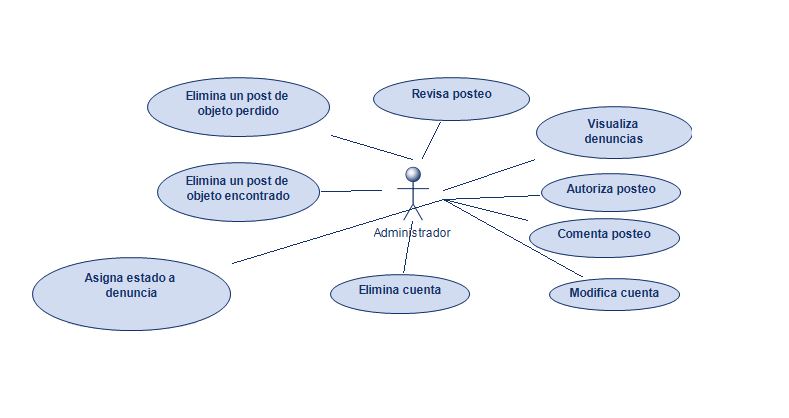 Elimina un post de
objeto perdido
Revisa posteo
Visualiza
denuncias
Elimina un post de
objeto encontrado
Autoriza posteo
Administrador
Comenta posteo
Asigna estado a
denuncia
Elimina cuenta
Modifica cuenta